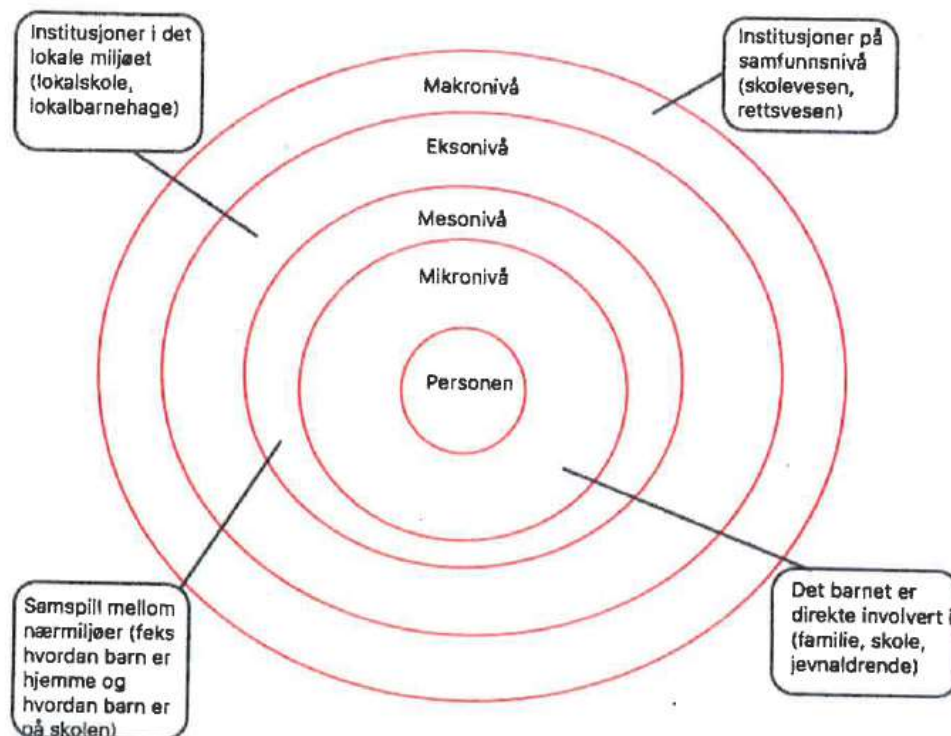 Institusjoner i det
lokale miljøet
(lokalskole,
lokalbarnehage)
Institusjoner på
samfunnsnivå
(skolevesen,
rettsvesen)
Makronivå
Eksonivå
Mesonivå
Mikronivå
Personen
Samspill mellom
nærmiljøer (feks
hvordan barn er
hjemme og
hvordan barn er
på skolen)
Det barnet er
direkte involvert i
(familie, skole,
jevnaldrende)